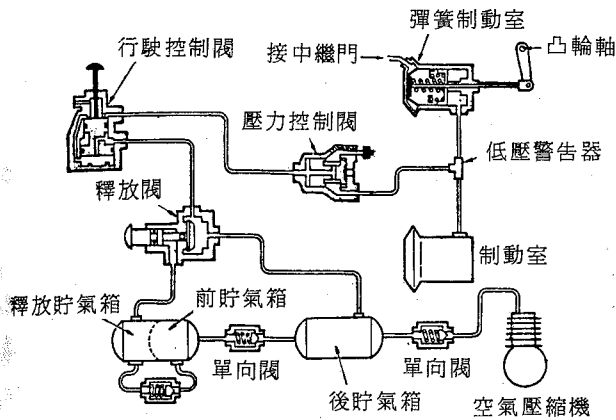 彈簧制動室
行駛控制閥
接中繼門
凸輪軸
壓力控制閥
低壓警告器
釋放閥
制動室
釋放貯氣箱
前貯氣箱
單向閥
後貯氣箱
單向閥
空氣壓縮機